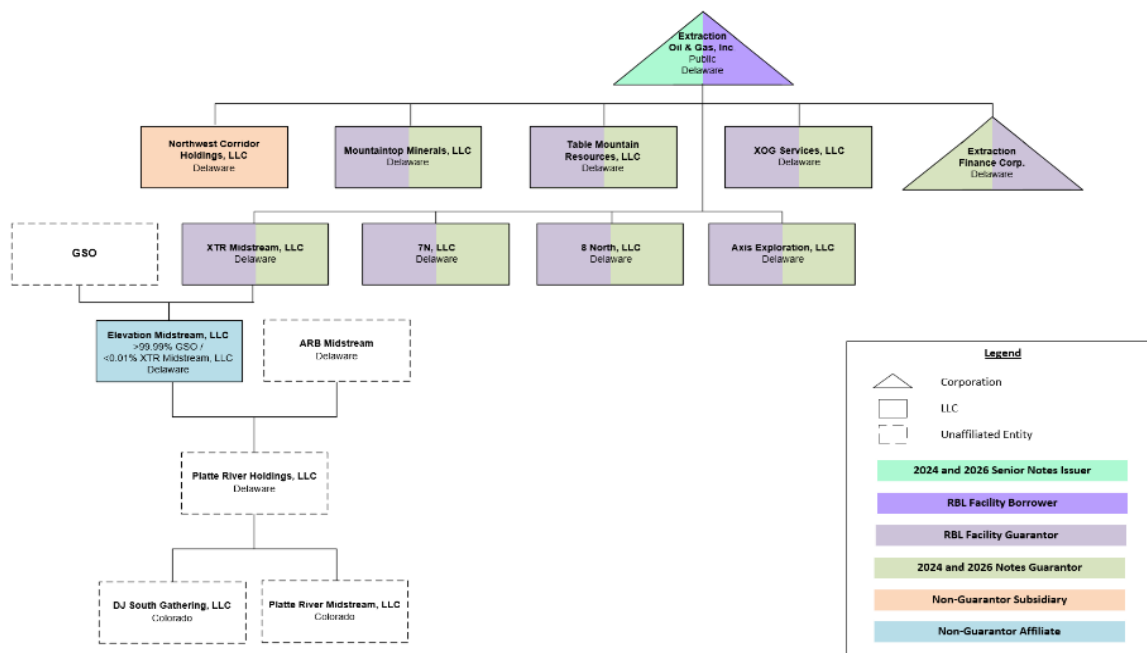 Extraction
Oil & Gas, Inc
Public
Delaware
Northwest Corridor
Holdings, LLC
Delaware
Mountaintop Minerals, LLC
Delaware
Table Mountain
Resources, LLC
Delaware
XOG Services, LLC
Delaware
Extraction
Finance Corp.
Delaware
GSO
XTR Midstream, LLC
Delaware
7N, LLC
Delaware
8 North, LLC
Delaware
Axis Exploration, LLC
Delaware
Elevation Midstream, LLC
>99.99% GSO /
<0.01% XTR Midstream, LLC
Delaware
ARB Midstream
Delaware
Platte River Holdings, LLC
Delaware
DJ South Gathering, LLC
Colorado
Platte River Midstream, LLC
Colorado
Legend
Corporation
LLC
Unaffiliated Entity
2024 and 2026 Senior Notes Issuer
RBL Facility Borrower
RBL Facility Guarantor
2024 and 2026 Notes Guarantor
Non-Guarantor Subsidiary
Non-Guarantor Affiliate